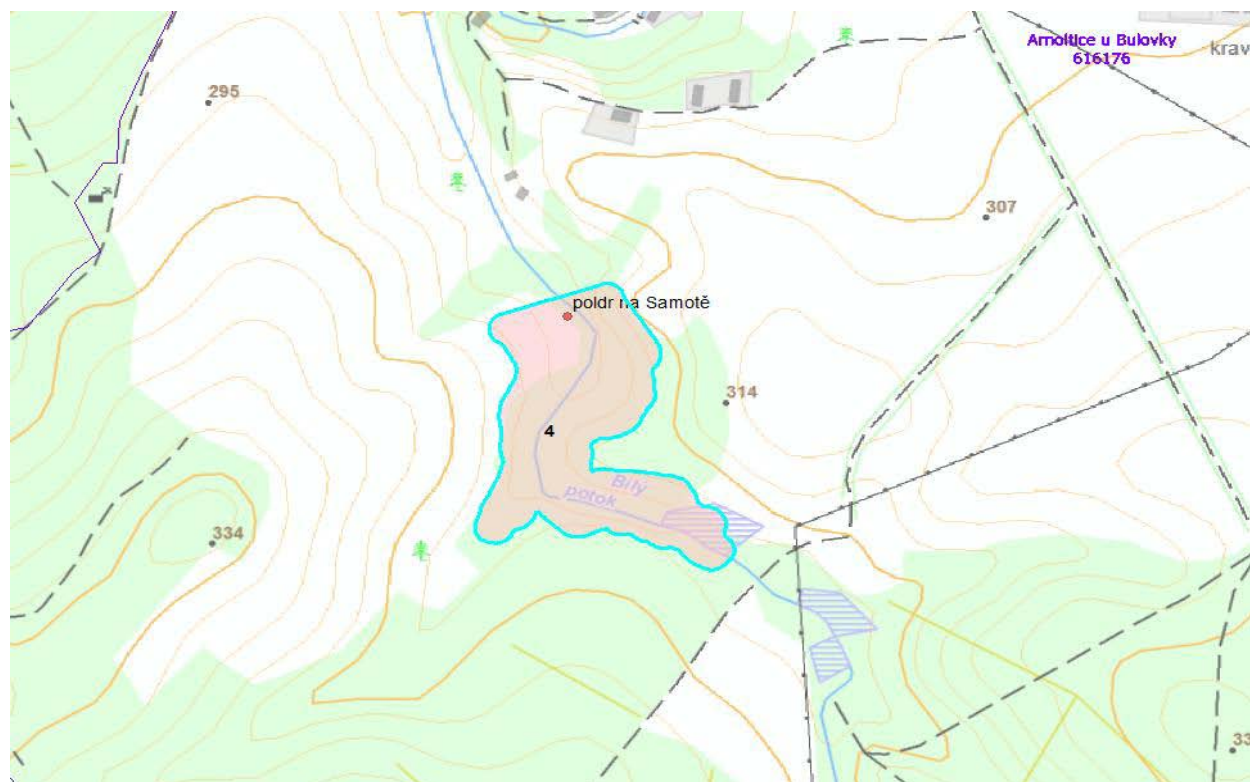 Arnoltice u Bulovky
616176
krav
295
307
poldr na Samotě
314
4
Bílý
potok
334
33